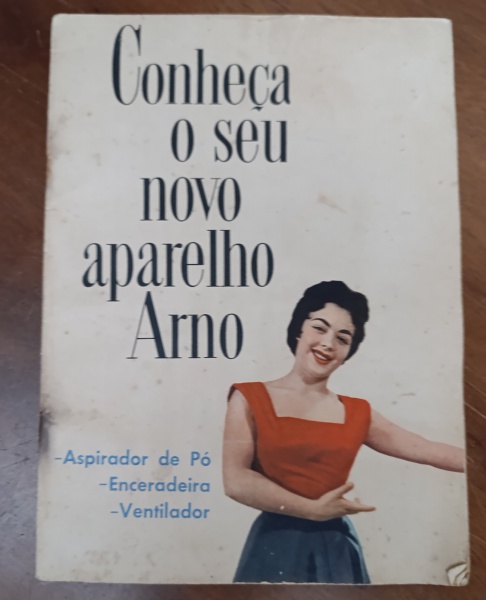 Conheça
o seu
novo
aparelho
Arno
-Aspirador de Pó
-Enceradeira
-Ventilador